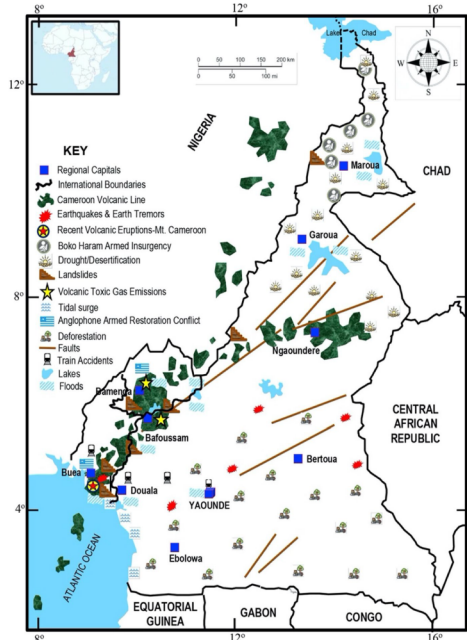 8°
12°
16°
Lake
Chad
N
W
E
S
0 50 100 150 200 km
0 50 100 mi
12°
12°
NIGERIA
CHAD
KEY
Regional Capitals
International Boundaries
Cameroon Volcanic Line
Earthquakes & Earth Tremors
Recent Volcanic Eruptions-Mt. Cameroon
Boko Haram Armed Insurgency
Drought/Desertification
Landslides
Volcanic Toxic Gas Emissions
Tidal surge
Anglophone Armed Restoration Conflict
Deforestation
Faults
Train Accidents
Lakes
Floods
Maroua
Garoua
8°
8°
Ngaoundere
Bamenda
Bafoussam
CENTRAL
AFRICAN
REPUBLIC
Buea
Bertoua
Douala
YAOUNDE
4°
4°
Ebolowa
ATLANTIC OCEAN
EQUATORIAL
GUINEA
GABON
CONGO
8°
12°
16°